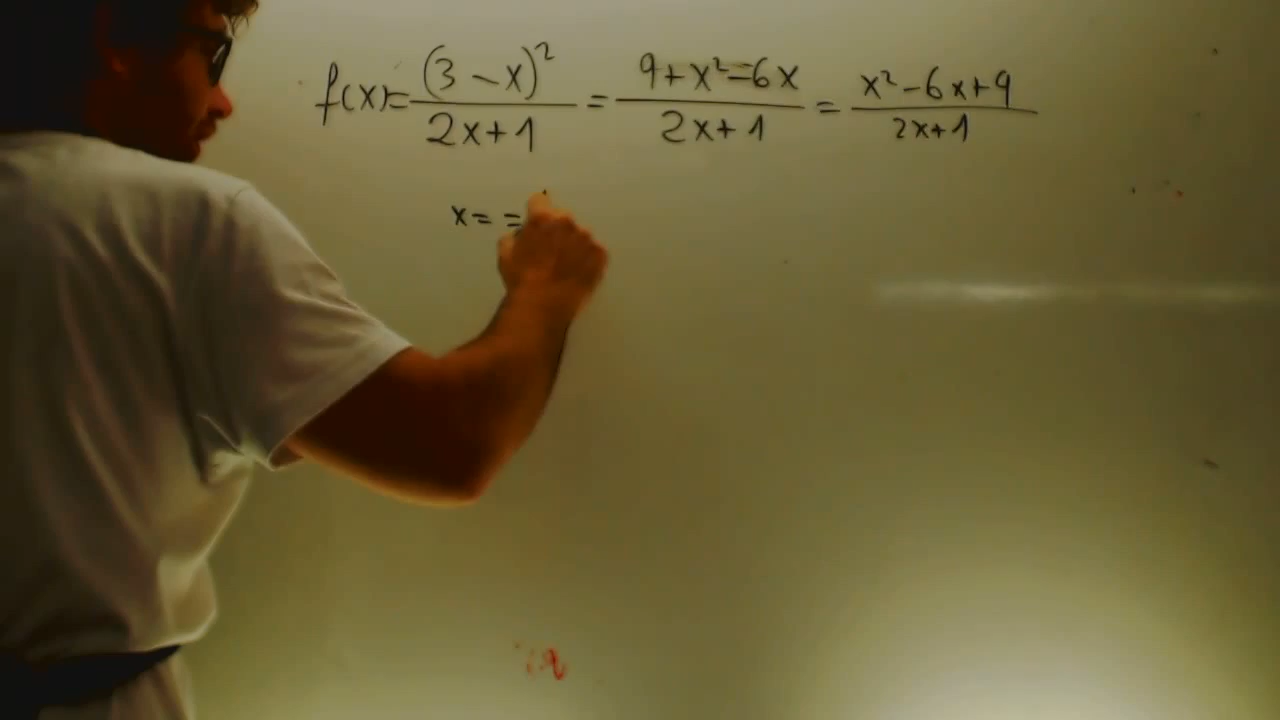 f(x)= (3-x)²/2x+1 = 9+x²-6x/2x+1 = x²-6x+9/2x+1
x= =